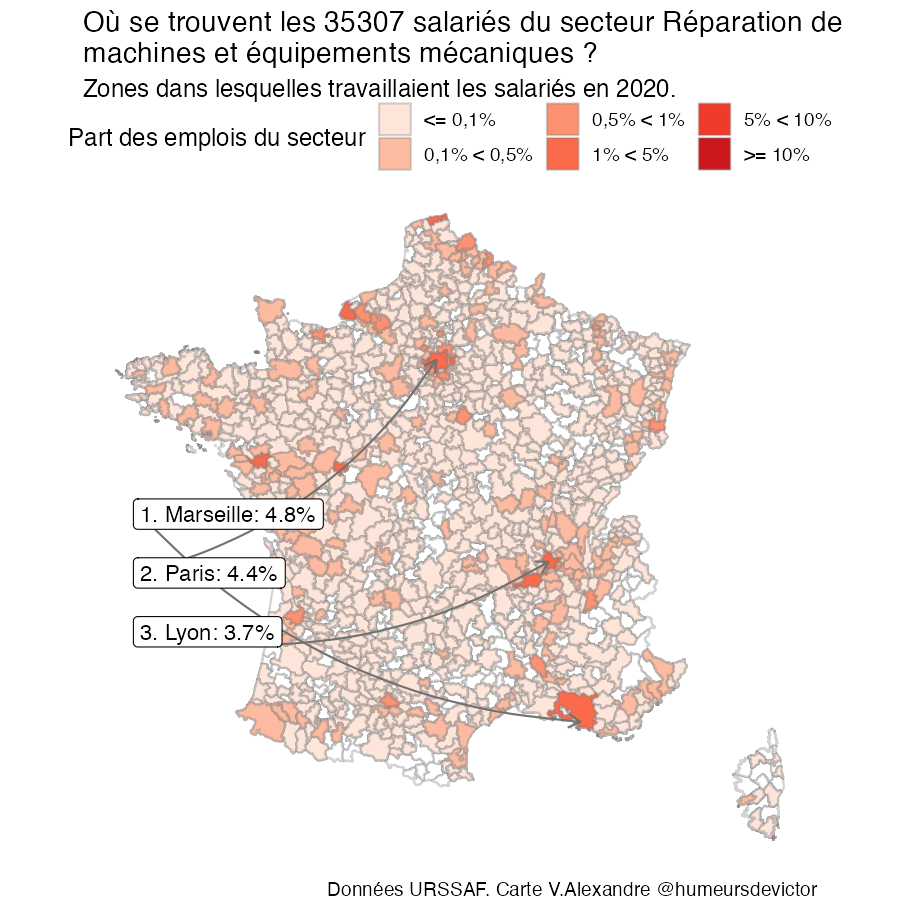 Où se trouvent les 35307 salariés du secteur Réparation de
machines et équipements mécaniques ?
Zones dans lesquelles travaillaient les salariés en 2020.
Part des emplois du secteur
<= 0,1%
0,1% < 0,5%
0,5% < 1%
1% < 5%
5% < 10%
>= 10%
1. Marseille: 4.8%
2. Paris: 4.4%
3. Lyon: 3.7%
Données URSSAF. Carte V.Alexandre @humeursdevictor